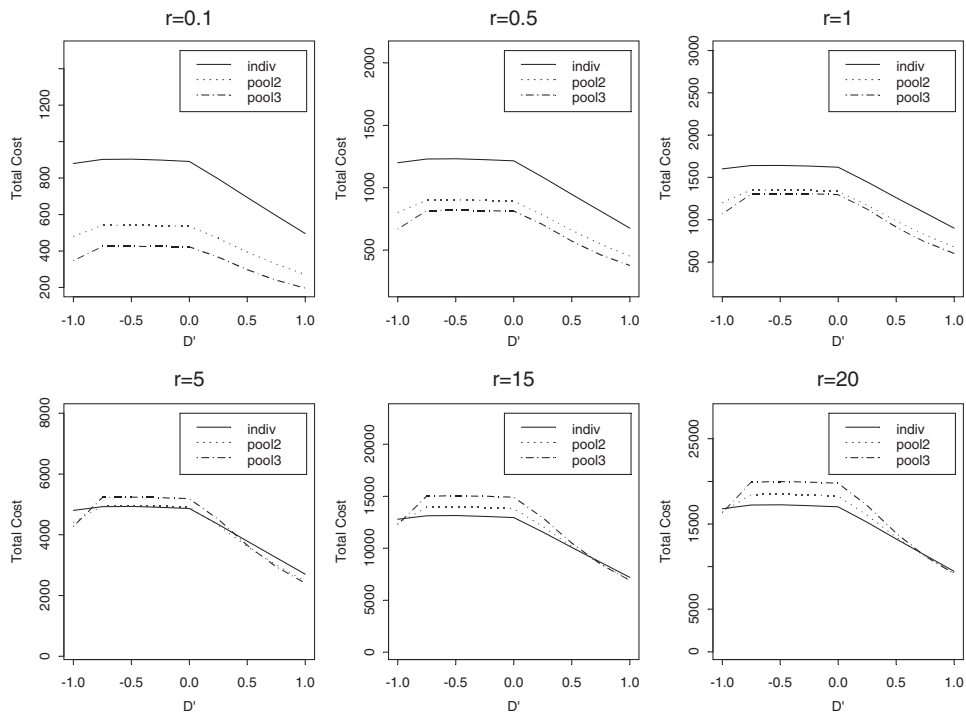 r=0.1
indiv
pool2
pool3
Total Cost
200 400 600 800 1400
1400
-1.0 -0.5 0.0 0.5 1.0
D'
r=0.5
indiv
pool2
pool3
Total Cost
500 1000 1500 2000
-1.0 -0.5 0.0 0.5 1.0
D'
r=1
indiv
pool2
pool3
Total Cost
500 1000 1500 2000 2500 3000
-1.0 -0.5 0.0 0.5 1.0
D'
r=5
indiv
pool2
pool3
Total Cost
0 2000 4000 6000 8000
-1.0 -0.5 0.0 0.5 1.0
D'
r=15
indiv
pool2
pool3
Total Cost
0 5000 10000 15000 20000
-1.0 -0.5 0.0 0.5 1.0
D'
r=20
indiv
pool2
pool3
Total Cost
0 5000 15000 25000
-1.0 -0.5 0.0 0.5 1.0
D'